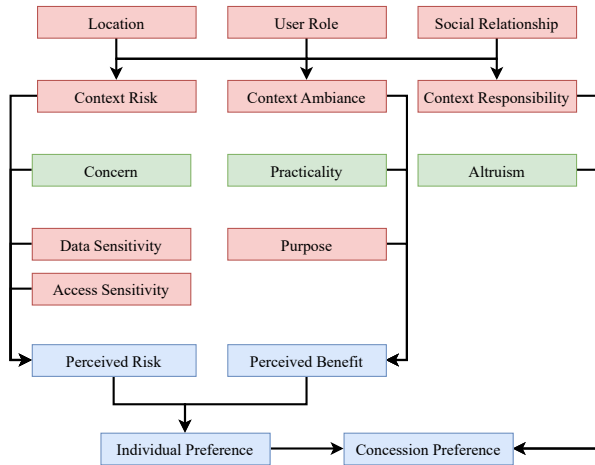 Location
User Role
Social Relationship
Context Risk
Context Ambiance
Context Responsibility
Concern
Practicality
Altruism
Data Sensitivity
Purpose
Access Sensitivity
Perceived Risk
Perceived Benefit
Individual Preference
Concession Preference